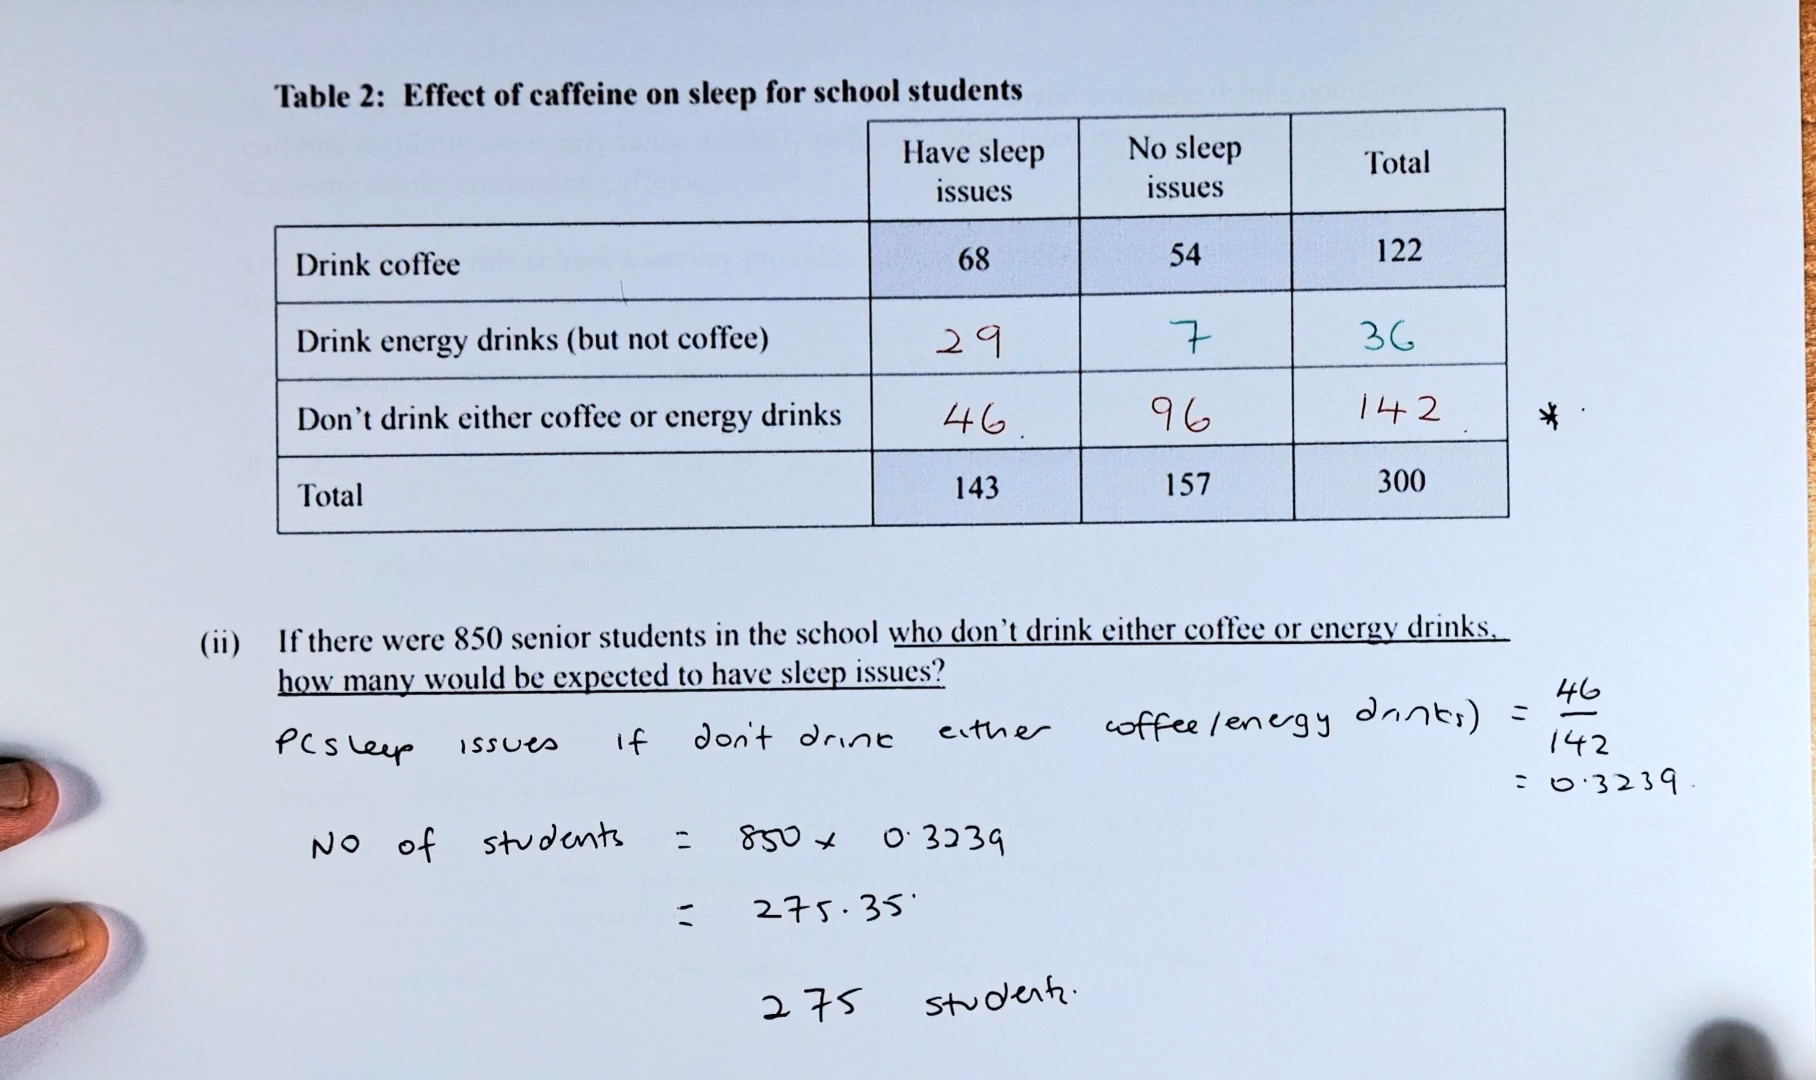 Table 2: Effect of caffeine on sleep for school students
Have sleep issues No sleep issues Total
Drink coffee 68 54 122
Drink energy drinks (but not coffee) 29 7 36
Don't drink either coffee or energy drinks 46 96 142 *
Total 143 157 300
(ii) If there were 850 senior students in the school who don't drink either coffee or energy drinks,
how many would be expected to have sleep issues?
P(sleep issues if don't drink either coffee/energy drinks) = 46/142
= 0.3239.
No of students = 850 x 0.3239
= 275.35
275 students.